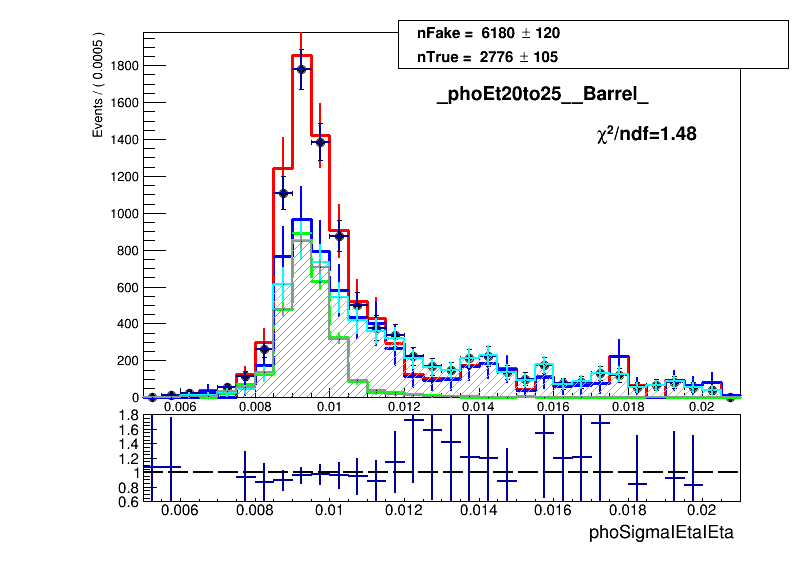 nFake = 6180 ± 120
nTrue = 2776 ± 105
_phoEt20to25__Barrel_
χ²/ndf=1.48
Events / ( 0.0005 )
1800
1600
1400
1200
1000
800
600
400
200
0
0.006 0.008 0.01 0.012 0.014 0.016 0.018 0.02
1.8
1.6
1.4
1.2
1
0.8
0.6
0.006 0.008 0.01 0.012 0.014 0.016 0.018 0.02
phoSigmaIEtaIEta